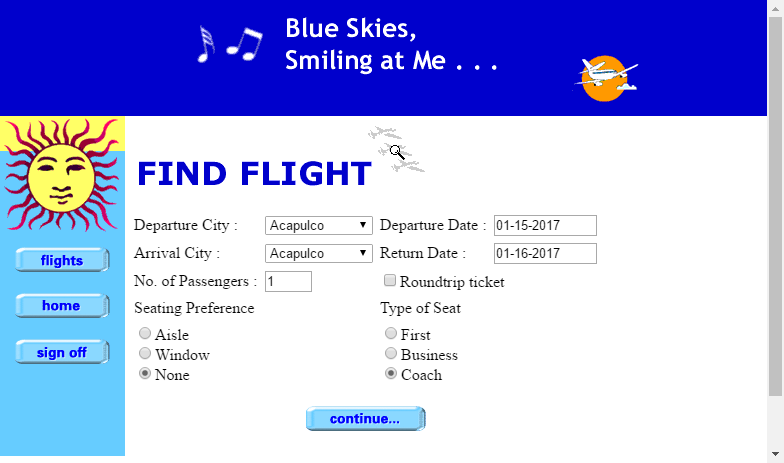 Blue Skies,
Smiling at Me . . .
FIND FLIGHT
Departure City : Acapulco Departure Date : 01-15-2017
Arrival City : Acapulco Return Date : 01-16-2017
No. of Passengers : 1 Roundtrip ticket
Seating Preference Type of Seat
Aisle First
Window Business
None Coach
continue...
flights
home
sign off